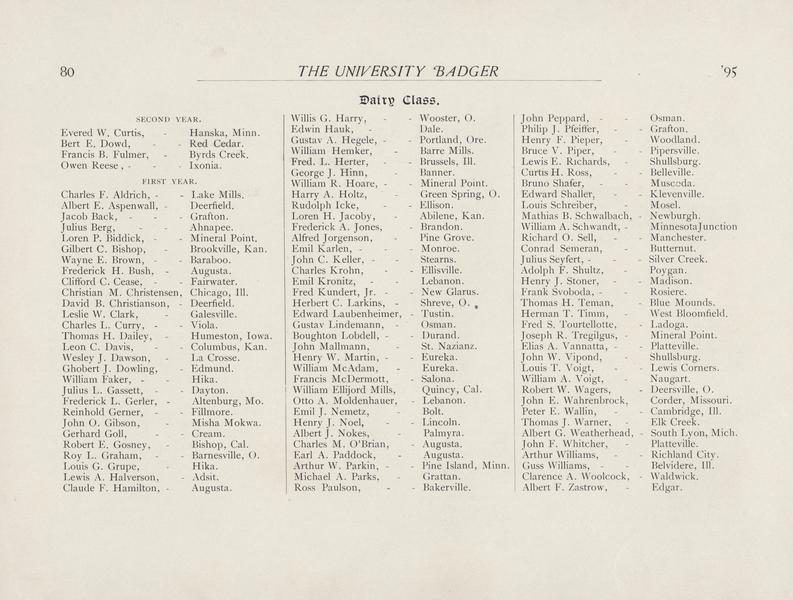 80
THE UNIVERSITY BADGER
'95
Dairy Class.
SECOND YEAR.
Evered W. Curtis, - Hanska, Minn.
Bert E. Dowd, - - Red Cedar.
Francis B. Fulmer, - Byrds Creek.
Owen Reese, - - - Ixonia.
FIRST YEAR.
Charles F. Aldrich, - - Lake Mills.
Albert E. Aspenwall, - Deerfield.
Jacob Back, - - - Grafton.
Julius Berg, - - Ahnapee.
Loren P. Biddick, - - Mineral Point,
Gilbert C. Bishop, - - Brookville, Kan.
Wayne E. Brown, - - Baraboo.
Frederick H. Bush, - Augusta.
Clifford C. Cease, - - Fairwater.
Christian M. Christensen, Chicago, Ill.
David B. Christianson, - Deerfield.
Leslie W. Clark, - Galesville.
Charles L. Curry, - - Viola.
Thomas H. Dailey, - - Humeston, Iowa.
Leon C. Davis, - - Columbus, Kan.
Wesley J. Dawson, - - La Crosse.
Ghobert J. Dowling, - Edmund.
William Faker, - - Hika.
Julius L. Gassett, - - Dayton.
Frederick L. Gerler, - - Altenburg, Mo.
Reinhold Gerner, - - Fillmore.
John O. Gibson, - - Misha Mokwa.
Gerhard Goll, - - Cream.
Robert E. Gosney, - - Bishop, Cal.
Roy L. Graham, - - Barnesville, O.
Louis G. Grupe, - - Hika.
Lewis A. Halverson, - Adsit.
Claude F. Hamilton, - - Augusta.
Willis G. Harry, - - Wooster, O.
Edwin Hauk, - - Dale.
Gustav A. Hegele, - - Portland, Ore.
William Hemker, - - Barre Mills.
Fred. L. Herter, - - Brussels, Ill.
George J. Hinn, - - Banner.
William R. Hoare, - - Mineral Point.
Harry A. Holtz, - Green Spring, O.
Rudolph Icke, - - Ellison.
Loren H. Jacoby, - - Abilene, Kan.
Frederick A. Jones, - Brandon.
Alfred Jorgenson, - Pine Grove.
Emil Karlen, - - Monroe.
John C. Keller, - - - Stearns.
Charles Krohn, - - Ellisville.
Emil Kronitz, - - Lebanon.
Fred Kundert, Jr. - - New Glarus.
Herbert C. Larkins, - Shreve, O.
Edward Laubenheimer, - Tustin.
Gustav Lindemann, - - Osman.
Boughton Lobdell, - - Durand.
John Mallmann, - St. Nazianz.
Henry W. Martin, - - Eureka.
William McAdam, - Eureka.
Francis McDermott, - Salona.
William Ellijord Mills, - Quincy, Cal.
Otto A. Moldenhauer, - Lebanon.
Emil J. Nemetz, - Bolt.
Henry J. Noel, - - Lincoln.
Albert J. Nokes, - - Palmyra.
Charles M. O'Brian, - Augusta.
Earl A. Paddock, - - Augusta.
Arthur W. Parkin, - - Pine Island, Minn.
Michael A. Parks, - Grattan.
Ross Paulson, - - Bakerville.
John Peppard, - - Osman.
Philip J. Pfeiffer, - - Grafton.
Henry F. Pieper, - Woodland.
Bruce V. Piper, - - Pipersville.
Lewis E. Richards, - Shullsburg.
Curtis H. Ross, - - Belleville.
Bruno Shafer, - - Muscoda.
Edward Shaller, - - Klevenville.
Louis Schreiber, - Mosel.
Mathias B. Schwalbach, - Newburgh.
William A. Schwandt, - Minnesota Junction
Richard O. Sell, - - Manchester.
Conrad Semeran, - Butternut.
Julius Seyfert, - - Silver Creek.
Adolph F. Shultz, - Poygan.
Henry J. Stoner, - - Madison.
Frank Svoboda, - - Rosiere.
Thomas H. Teman, - - Blue Mounds.
Herman T. Timm, - West Bloomfield.
Fred S. Tourtellotte, - Ladoga.
Joseph R. Tregilgus, - Mineral Point.
Elias A. Vannatta, - - Platteville.
John W. Vipond, - Shullsburg.
Louis T. Voigt, - - Lewis Corners.
William A. Voigt, - Naugart.
Robert W. Wagers, - Deersville, O.
John E. Wahrenbrock, - Corder, Missouri.
Peter E. Wallin, - - Cambridge, Ill.
Thomas J. Warner, - Elk Creek.
Albert G. Weatherhead, - South Lyon, Mich.
John F. Whitcher, - Platteville.
Arthur Williams, - - Richland City.
Guss Williams, - - Belvidere, Ill.
Clarence A. Woolcock, - Waldwick.
Albert F. Zastrow, - Edgar.